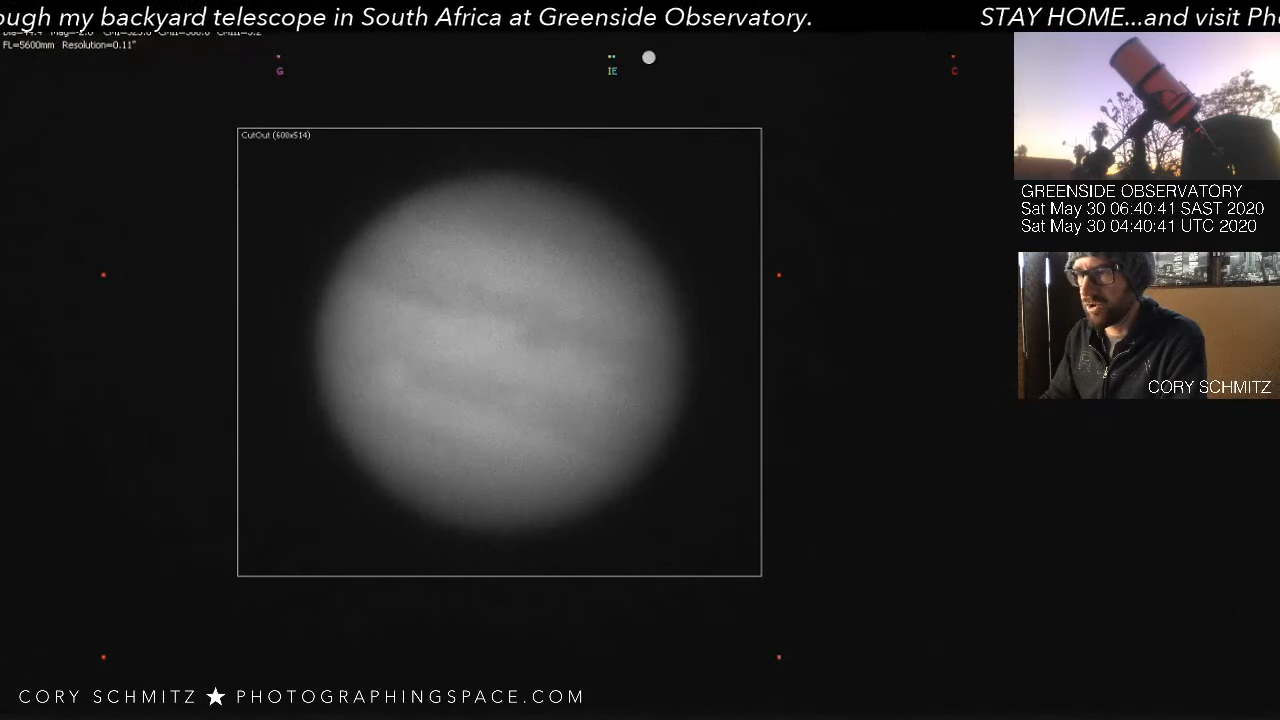 ough my backyard telescope in South Africa at Greenside Observatory. STAY HOME...and visit Pho
FL=5600mm Resolution=0.11"
G IE C
CutOut (600x514)
GREENSIDE OBSERVATORY
Sat May 30 06:40:41 SAST 2020
Sat May 30 04:40:41 UTC 2020
CORY SCHMITZ
CORY SCHMITZ ★ PHOTOGRAPHINGSPACE.COM